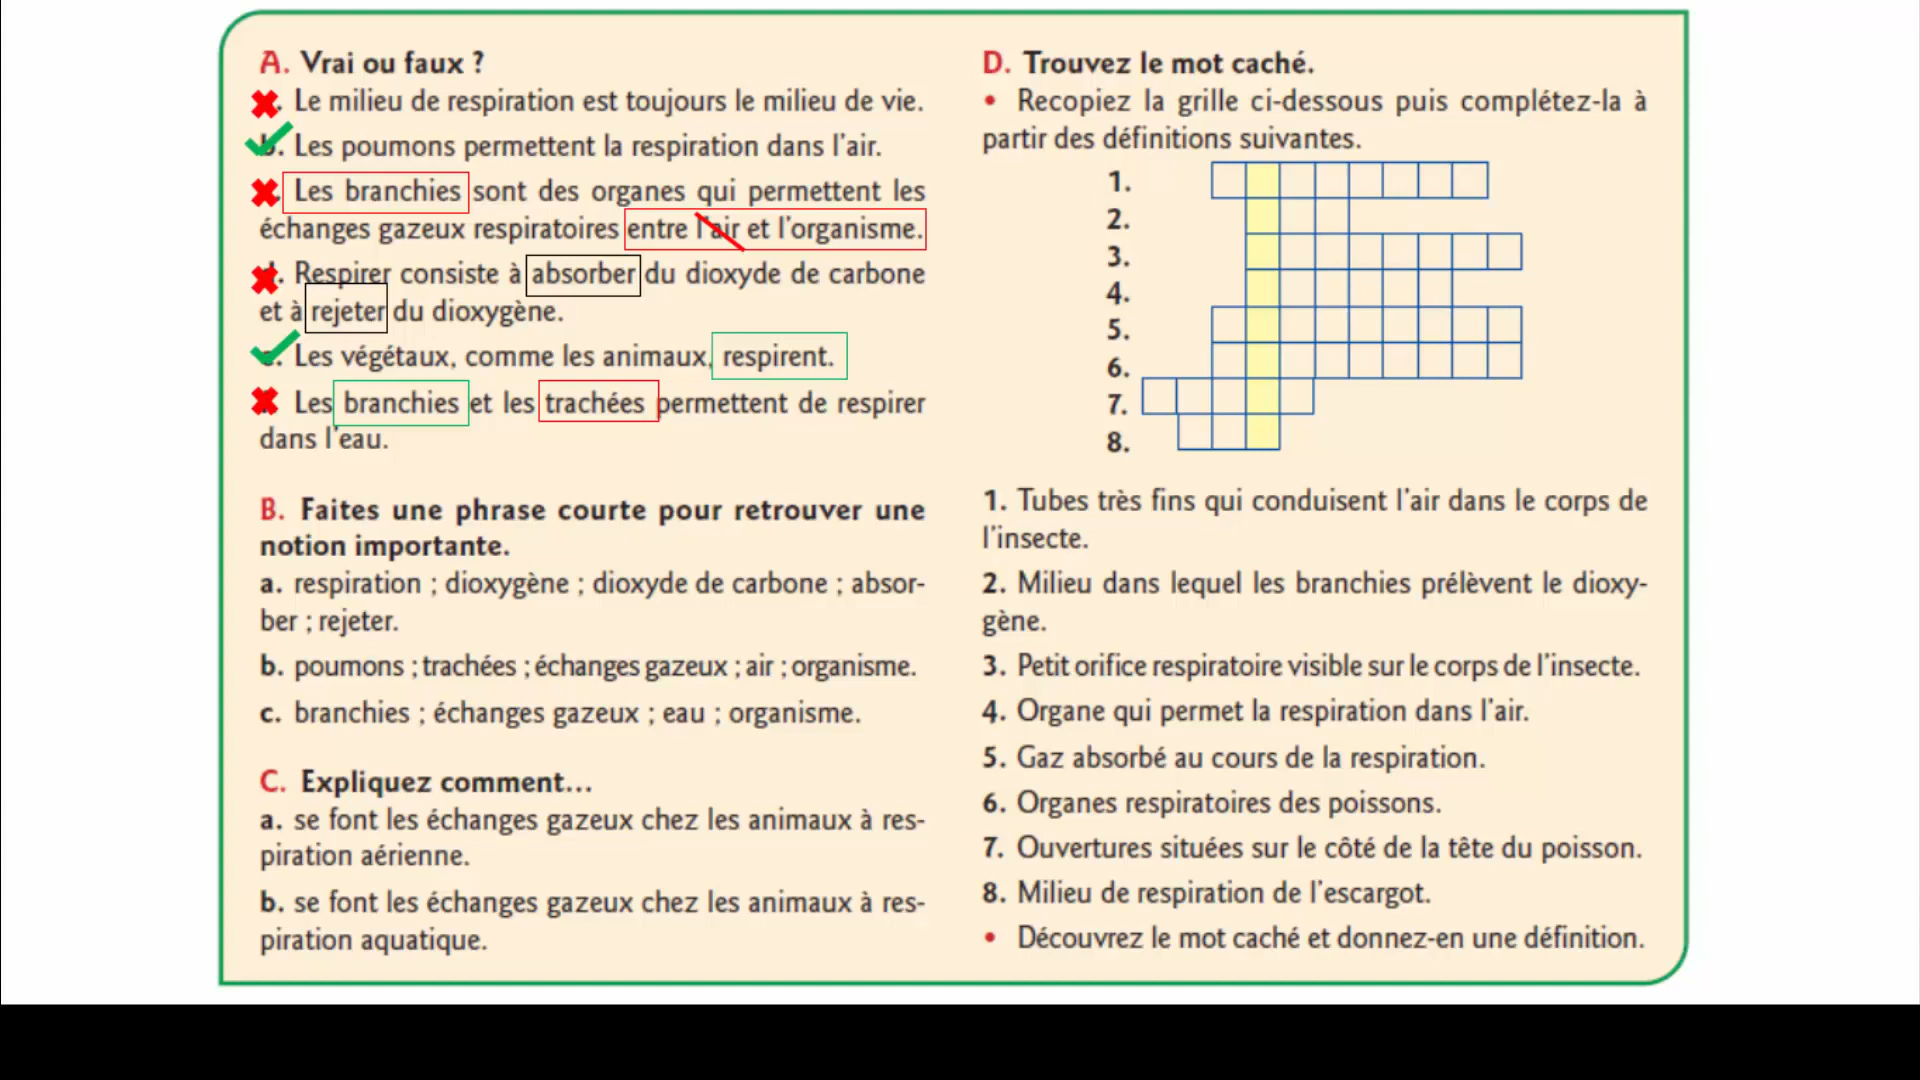 A. Vrai ou faux ?
. Le milieu de respiration est toujours le milieu de vie.
b. Les poumons permettent la respiration dans l'air.
. Les branchies sont des organes qui permettent les
échanges gazeux respiratoires entre l'air et l'organisme.
d. Respirer consiste à absorber du dioxyde de carbone
et à rejeter du dioxygène.
e. Les végétaux, comme les animaux, respirent.
Les branchies et les trachées permettent de respirer
dans l'eau.
B. Faites une phrase courte pour retrouver une
notion importante.
a. respiration ; dioxygène ; dioxyde de carbone ; absor-
ber ; rejeter.
b. poumons ; trachées ; échanges gazeux ; air ; organisme.
c. branchies ; échanges gazeux ; eau ; organisme.
C. Expliquez comment...
a. se font les échanges gazeux chez les animaux à res-
piration aérienne.
b. se font les échanges gazeux chez les animaux à res-
piration aquatique.
D. Trouvez le mot caché.
• Recopiez la grille ci-dessous puis complétez-la à
partir des définitions suivantes.
1.
2.
3.
4.
5.
6.
7.
8.
1. Tubes très fins qui conduisent l'air dans le corps de
l'insecte.
2. Milieu dans lequel les branchies prélèvent le dioxy-
gène.
3. Petit orifice respiratoire visible sur le corps de l'insecte.
4. Organe qui permet la respiration dans l'air.
5. Gaz absorbé au cours de la respiration.
6. Organes respiratoires des poissons.
7. Ouvertures situées sur le côté de la tête du poisson.
8. Milieu de respiration de l'escargot.
• Découvrez le mot caché et donnez-en une définition.